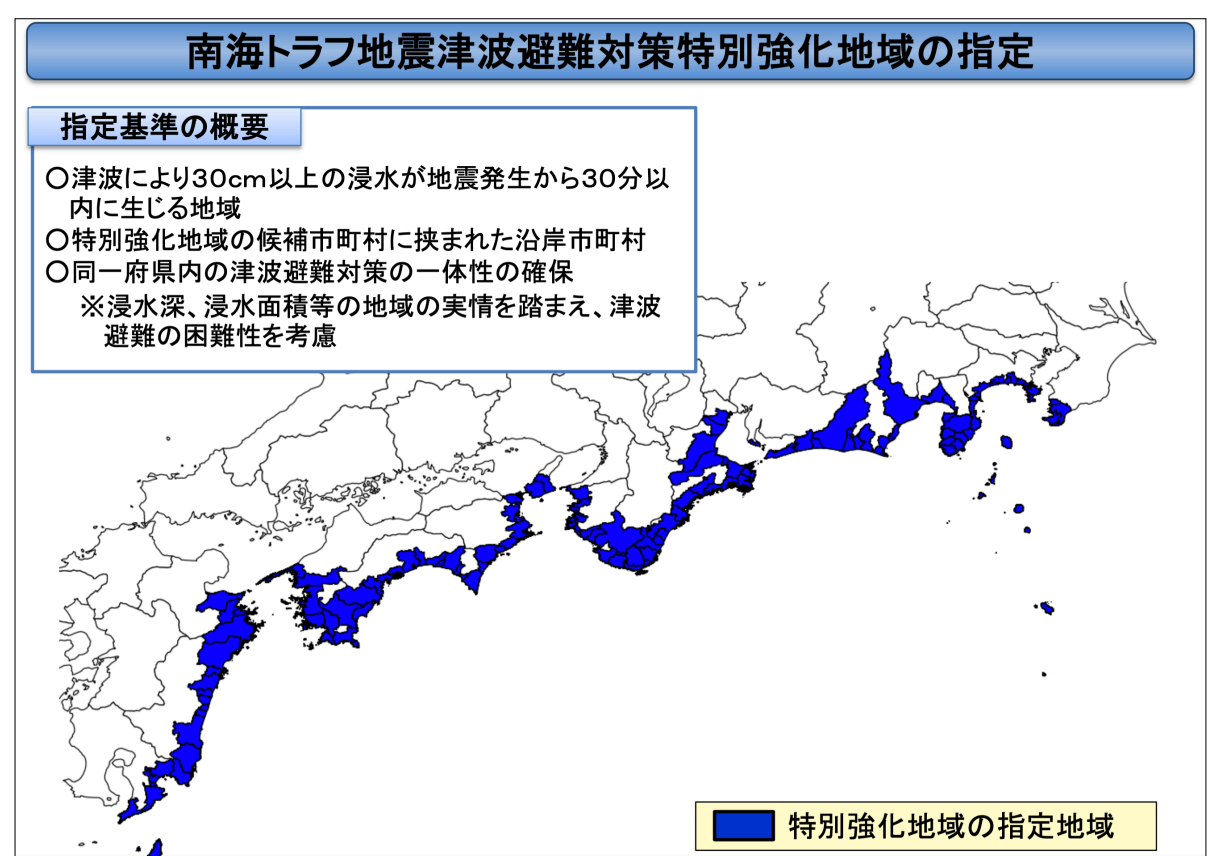 南海トラフ地震津波避難対策特別強化地域の指定
指定基準の概要
○津波により30cm以上の浸水が地震発生から30分以
内に生じる地域
○特別強化地域の候補市町村に挟まれた沿岸市町村
○同一府県内の津波避難対策の一体性の確保
※浸水深、浸水面積等の地域の実情を踏まえ、津波
避難の困難性を考慮
特別強化地域の指定地域